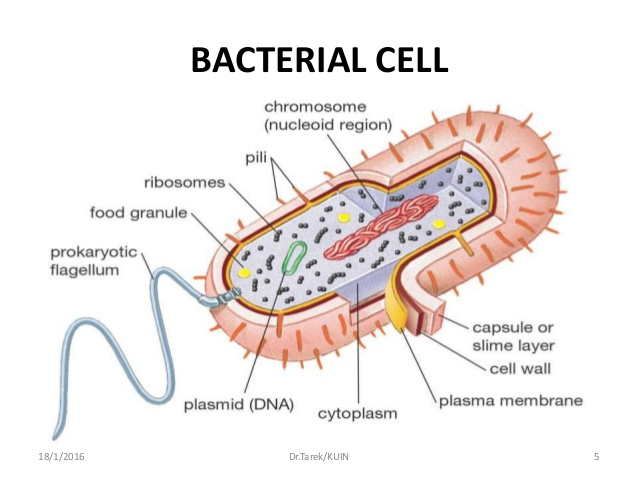 BACTERIAL CELL
chromosome
(nucleoid region)
pili
ribosomes
food granule
prokaryotic
flagellum
capsule or
slime layer
cell wall
plasma membrane
plasmid (DNA)
cytoplasm
18/1/2016
Dr.Tarek/KUIN
5